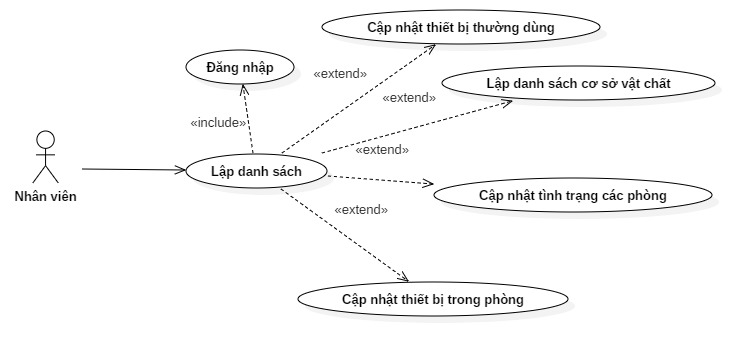 Cập nhật thiết bị thường dùng
Đăng nhập
«extend»
Lập danh sách cơ sở vật chất
«extend»
«include»
«extend»
Lập danh sách
Nhân viên
Cập nhật tình trạng các phòng
«extend»
Cập nhật thiết bị trong phòng